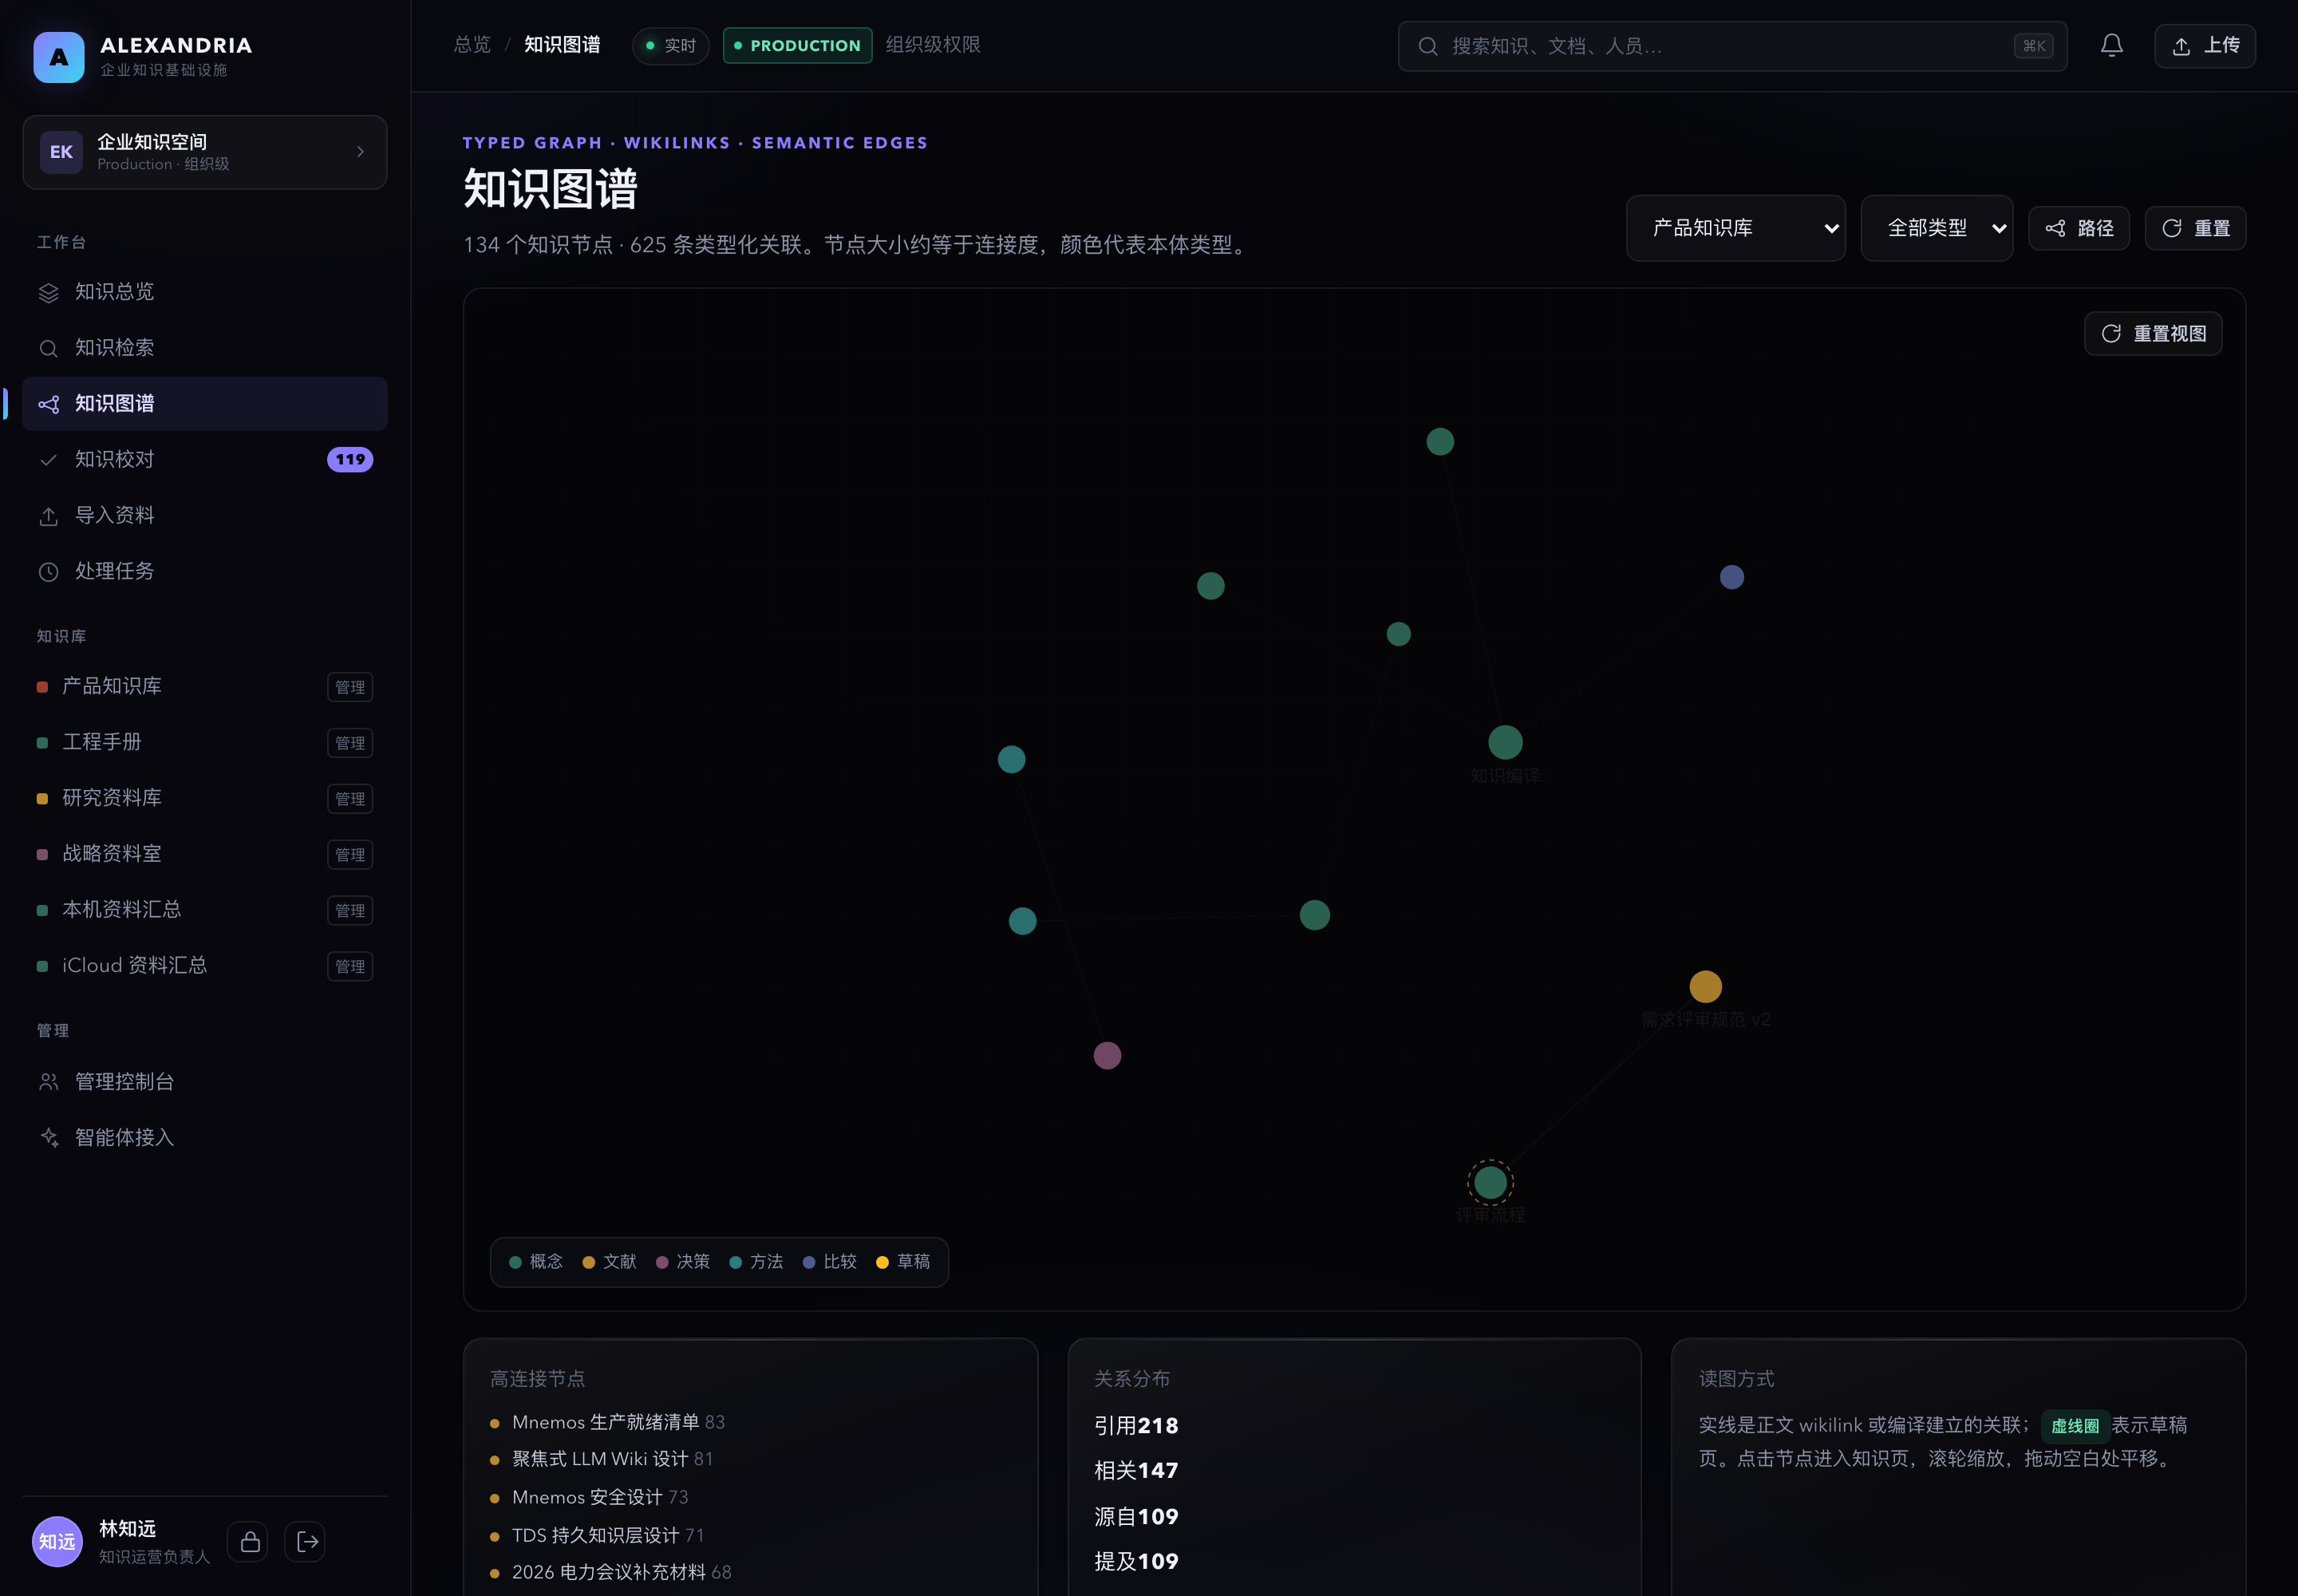 A
ALEXANDRIA
企业知识基础设施
EK
企业知识空间
Production · 组织级
工作台
知识总览
知识检索
知识图谱
知识校对
119
导入资料
处理任务
知识库
产品知识库
管理
工程手册
管理
研究资料库
管理
战略资料室
管理
本机资料汇总
管理
iCloud 资料汇总
管理
管理
管理控制台
智能体接入
知远
林知远
知识运营负责人
总览 / 知识图谱
实时
PRODUCTION
组织级权限
搜索知识、文档、人员...
⌘K
上传
TYPED GRAPH · WIKILINKS · SEMANTIC EDGES
知识图谱
134 个知识节点 · 625 条类型化关联。节点大小约等于连接度，颜色代表本体类型。
产品知识库
全部类型
路径
重置
重置视图
知识编译
需求评审规范 v2
评审流程
概念
文献
决策
方法
比较
草稿
高连接节点
Mnemos 生产就绪清单 83
聚焦式 LLM Wiki 设计 81
Mnemos 安全设计 73
TDS 持久知识层设计 71
2026 电力会议补充材料 68
关系分布
引用218
相关147
源自109
提及109
读图方式
实线是正文 wikilink 或编译建立的关联； 虚线圈 表示草稿
页。点击节点进入知识页，滚轮缩放，拖动空白处平移。